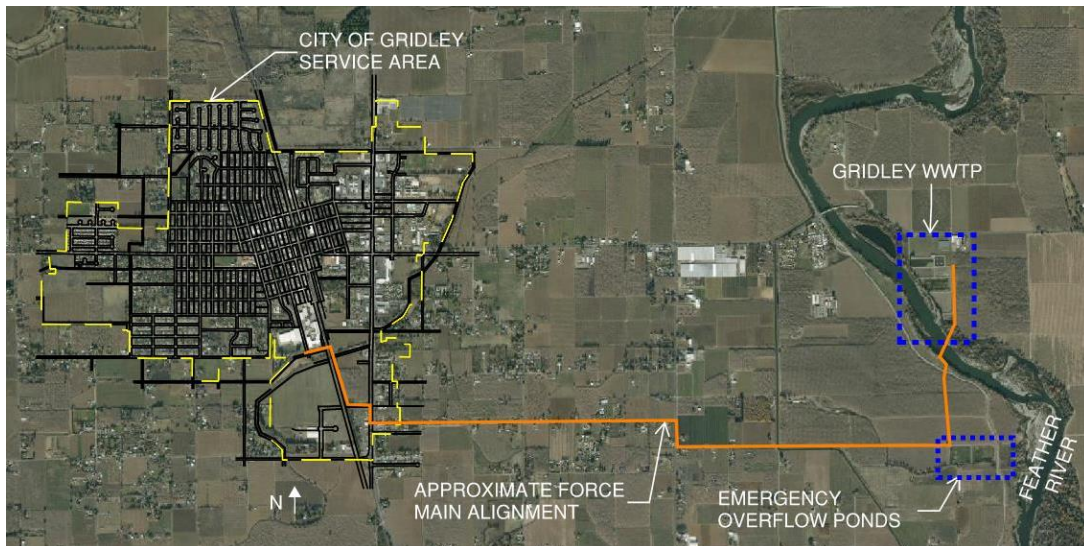 CITY OF GRIDLEY
SERVICE AREA
GRIDLEY WWTP
APPROXIMATE FORCE
MAIN ALIGNMENT
EMERGENCY
OVERFLOW PONDS
FEATHER
RIVER
N